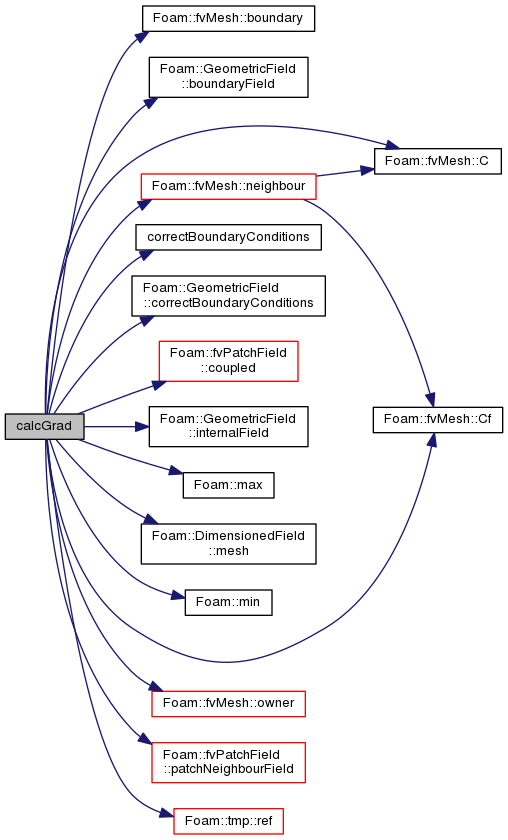 Foam::fvMesh::boundary
Foam::GeometricField
::boundaryField
Foam::fvMesh::C
Foam::fvMesh::neighbour
correctBoundaryConditions
Foam::GeometricField
::correctBoundaryConditions
Foam::fvPatchField
::coupled
calcGrad
Foam::GeometricField
::internalField
Foam::fvMesh::Cf
Foam::max
Foam::DimensionedField
::mesh
Foam::min
Foam::fvMesh::owner
Foam::fvPatchField
::patchNeighbourField
Foam::tmp::ref